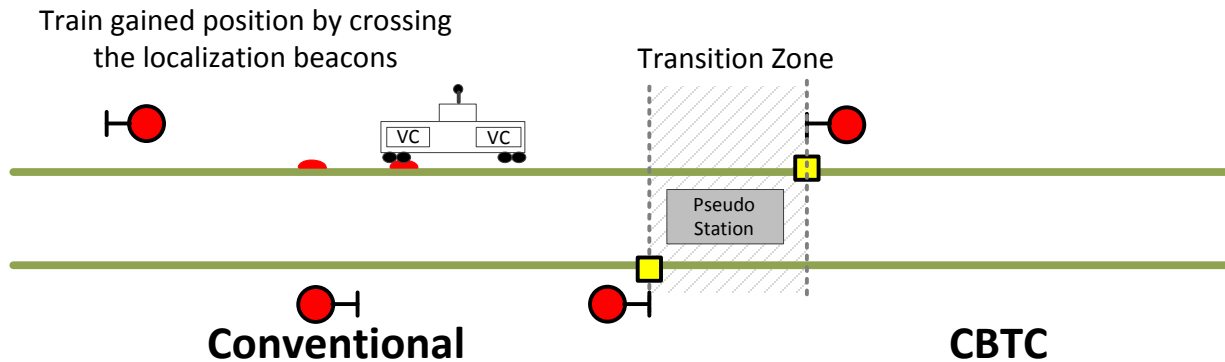 Train gained position by crossing
the localization beacons
Transition Zone
VC
VC
Pseudo
Station
Conventional
CBTC